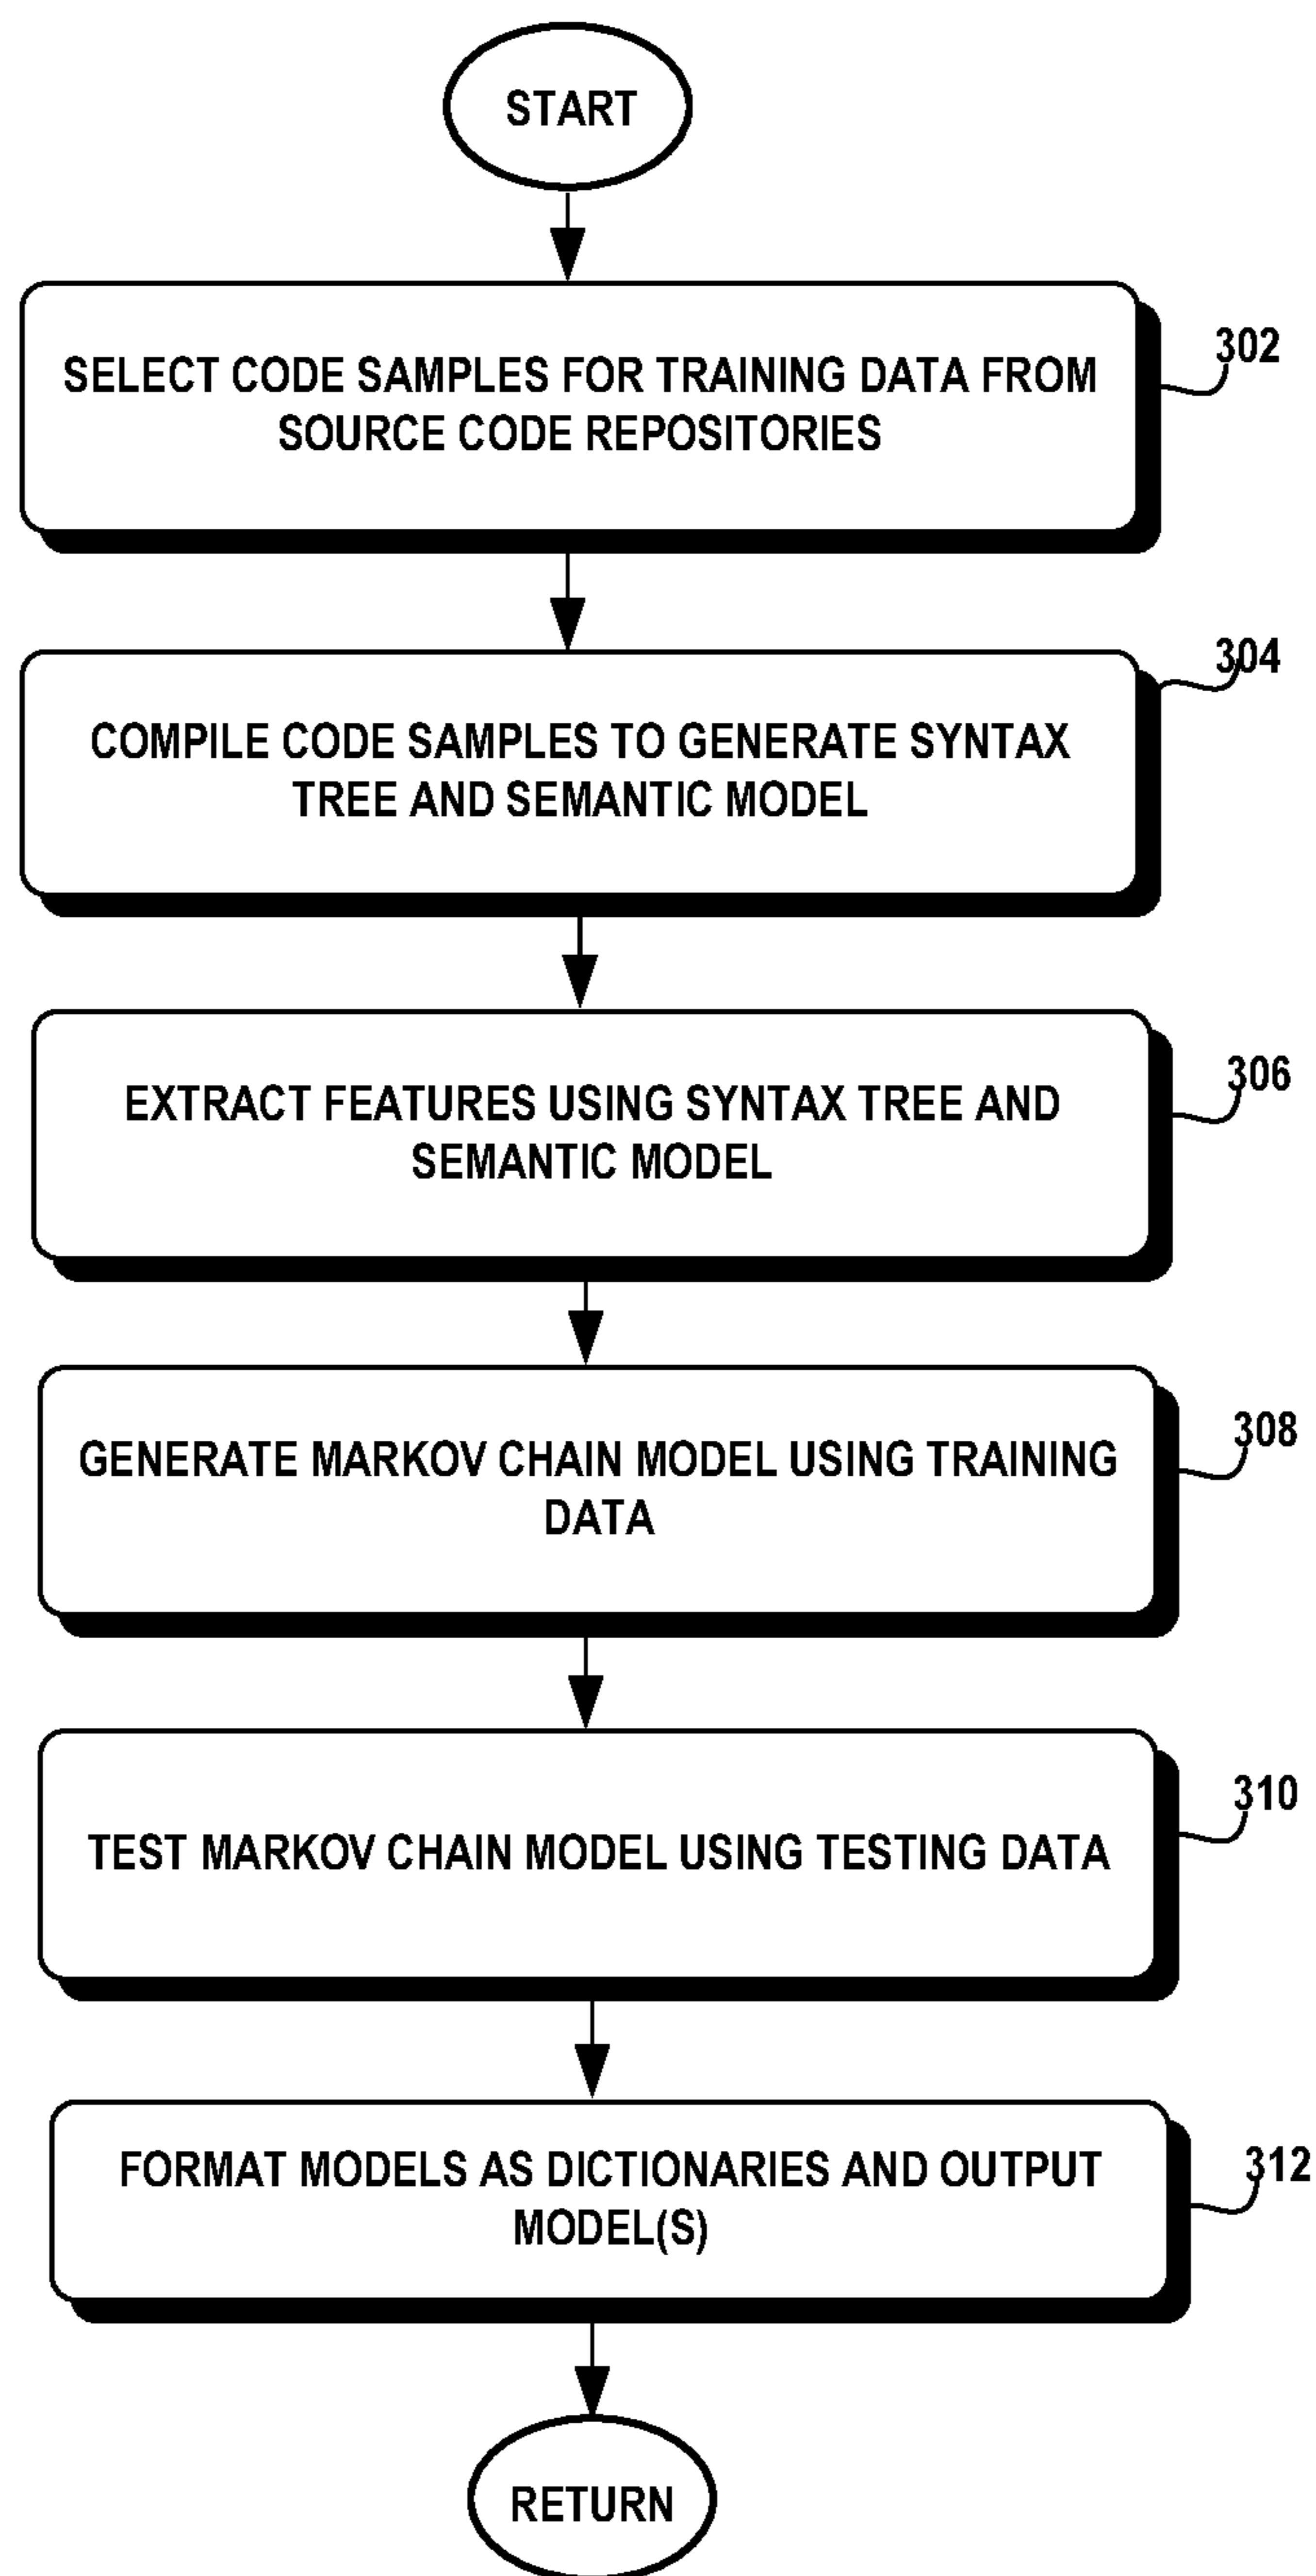 START
SELECT CODE SAMPLES FOR TRAINING DATA FROM
SOURCE CODE REPOSITORIES
302
COMPILE CODE SAMPLES TO GENERATE SYNTAX
TREE AND SEMANTIC MODEL
304
EXTRACT FEATURES USING SYNTAX TREE AND
SEMANTIC MODEL
306
GENERATE MARKOV CHAIN MODEL USING TRAINING
DATA
308
TEST MARKOV CHAIN MODEL USING TESTING DATA
310
FORMAT MODELS AS DICTIONARIES AND OUTPUT
MODEL(S)
312
RETURN